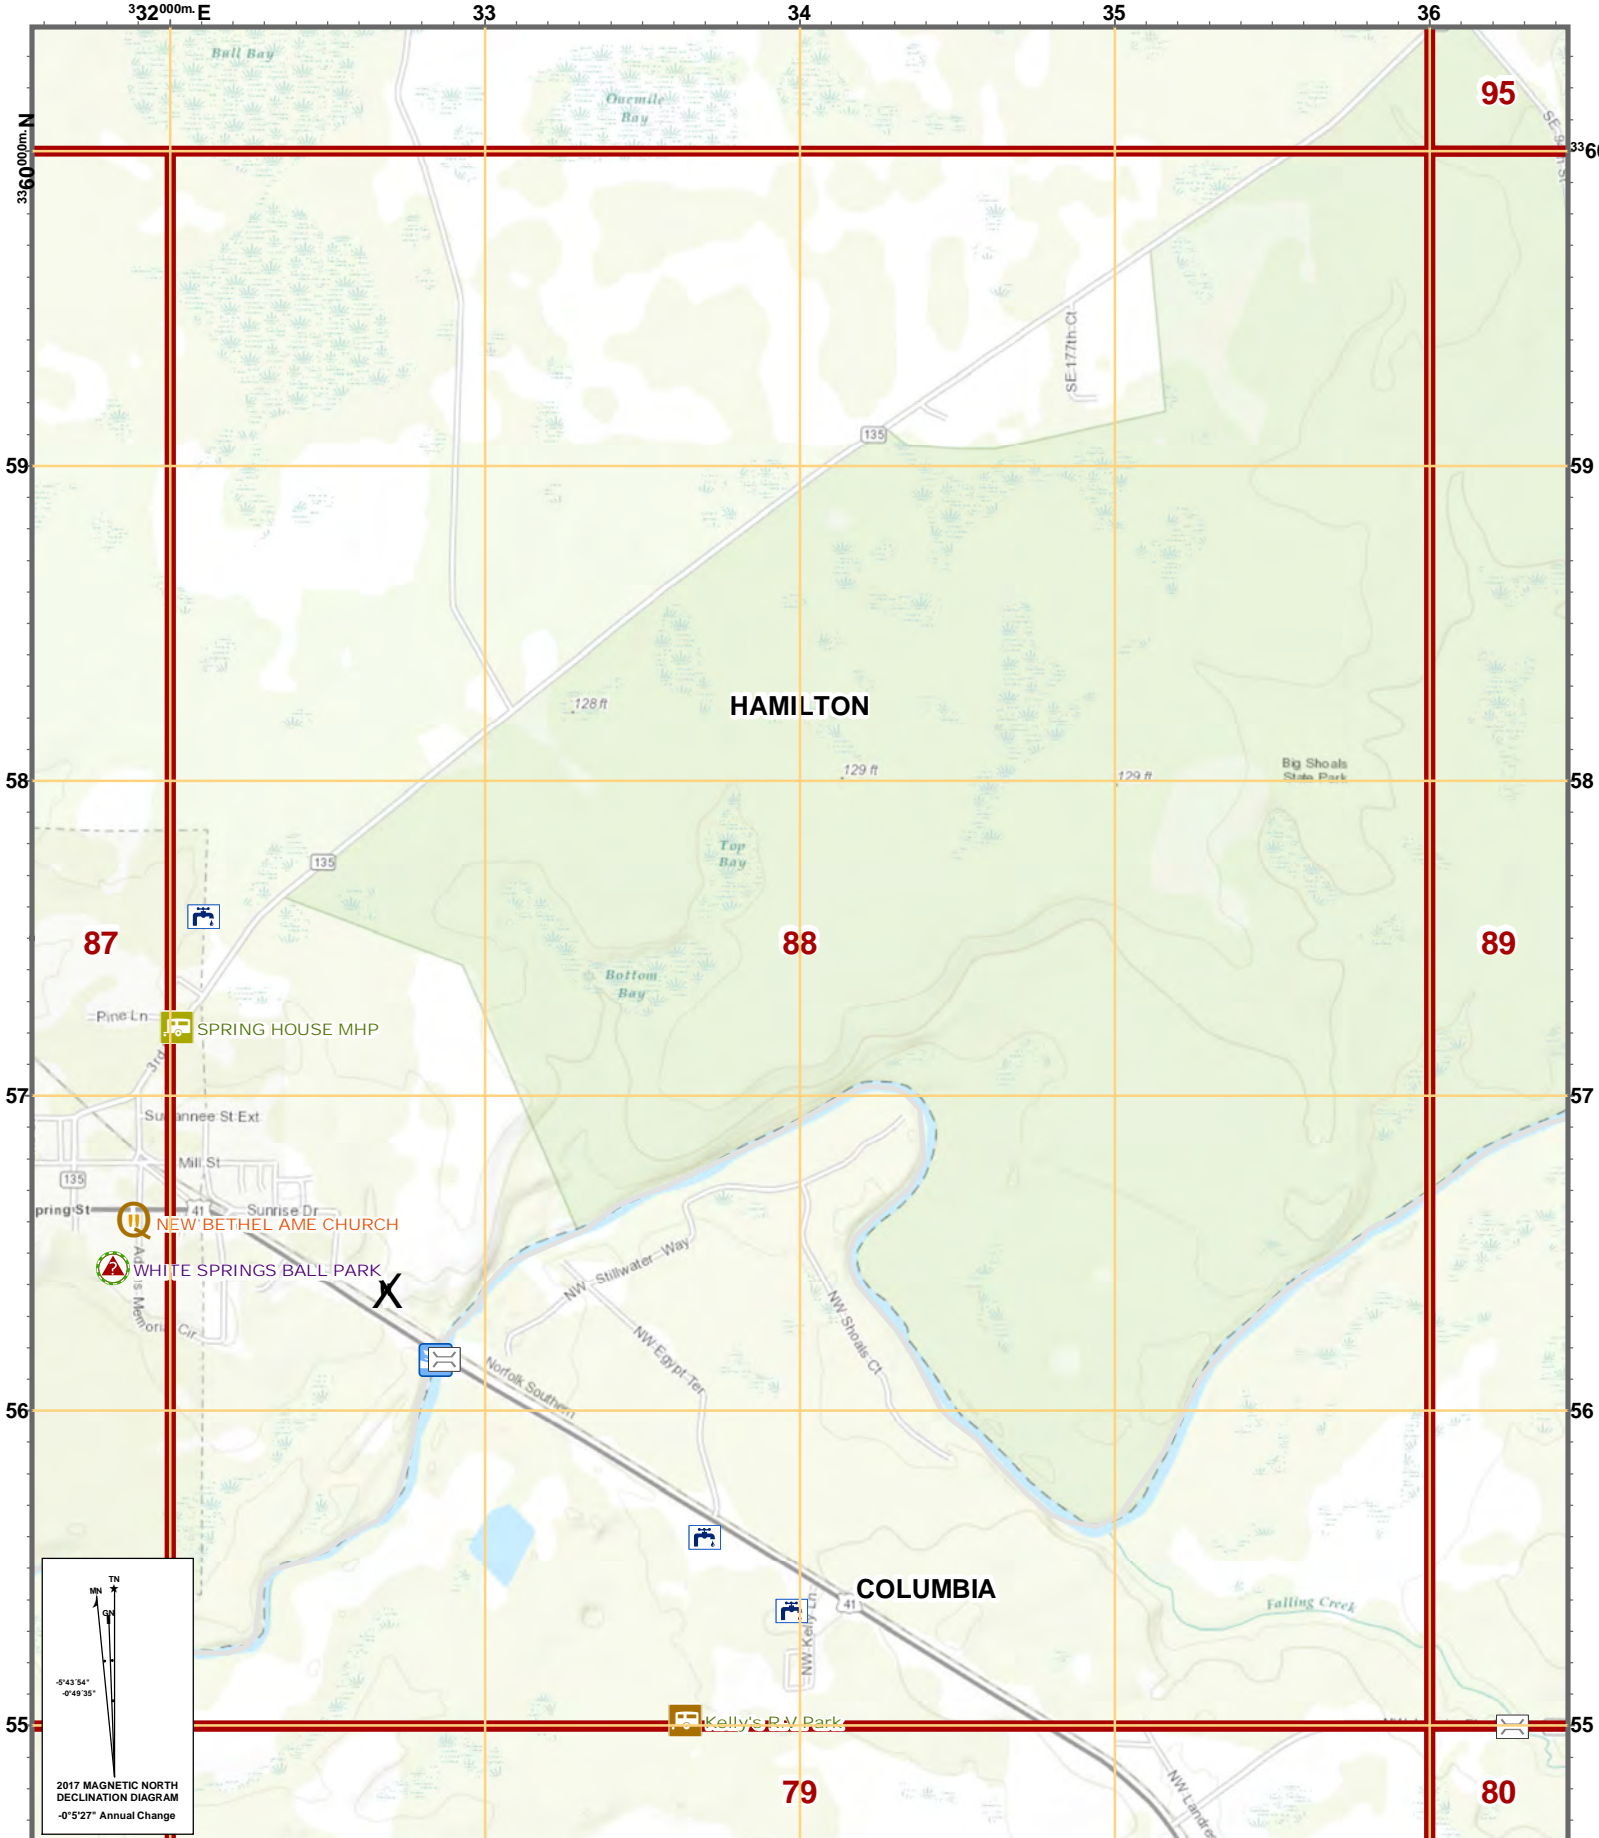 332000m. E
33
34
35
36
Bull Bay
Onemile
Bay
95
3360000m. N
3360
SE 177th Ct
135
59
59
128 ft
HAMILTON
129 ft
129 ft
Big Shoals
State Park
58
58
Top
Bay
135
87
88
89
Bottom
Bay
Pine Ln
SPRING HOUSE MHP
3rd
57
57
Suwannee St Ext
Mill St
135
pring St
41
Sunrise Dr
NEW BETHEL AME CHURCH
WHITE SPRINGS BALL PARK
X
NW Stillwater Way
NW Shoals Ct
NW Egypt Ter
Norfolk Southern
56
56
COLUMBIA
41
NW Kelly Ln
Falling Creek
TN
MN
GN
-5°43'54"
-0°49'35"
2017 MAGNETIC NORTH
DECLINATION DIAGRAM
-0°5'27" Annual Change
Kelly's R.V. Park
55
55
79
80